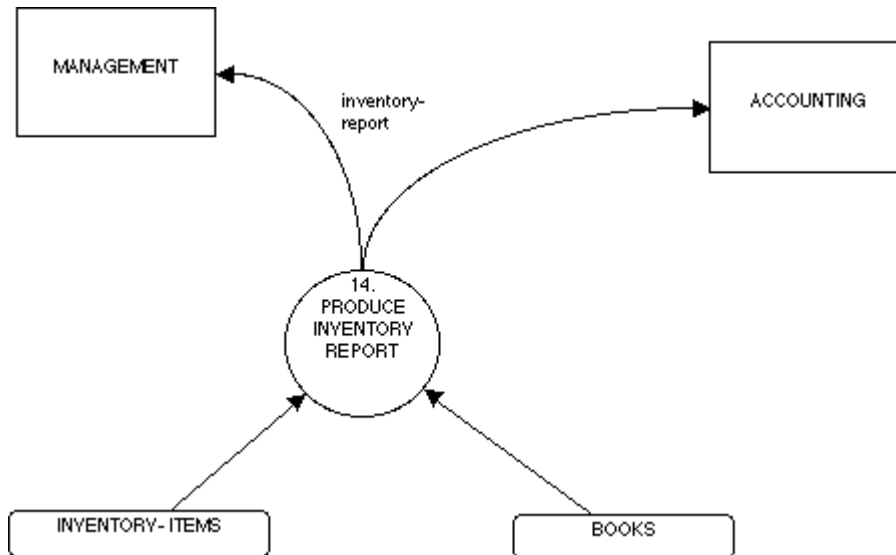 MANAGEMENT
inventory-
report
ACCOUNTING
14.
PRODUCE
INVENTORY
REPORT
INVENTORY- ITEMS
BOOKS